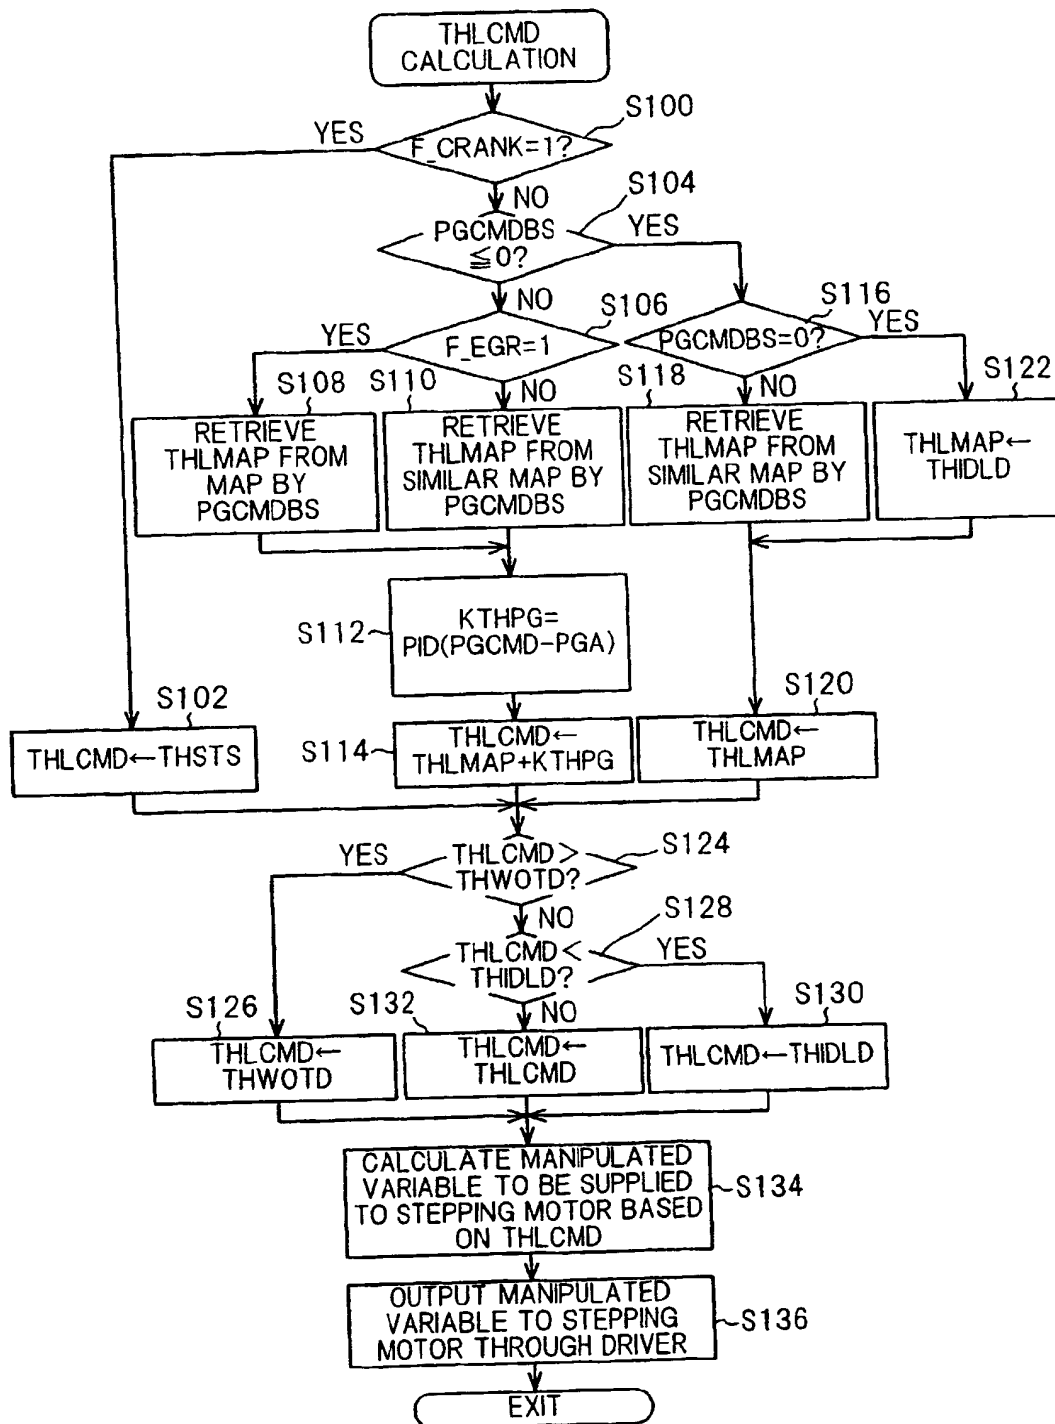 THLCMD
CALCULATION
S100
YES
F_CRANK=1?
NO
S104
PGCMDBS
≦0?
YES
NO
S106
YES
F_EGR=1
S116
PGCMDBS=0?
YES
S108
S110
NO
S118
NO
S122
RETRIEVE
THLMAP FROM
MAP BY
PGCMDBS
RETRIEVE
THLMAP FROM
SIMILAR MAP BY
PGCMDBS
RETRIEVE
THLMAP FROM
SIMILAR MAP BY
PGCMDBS
THLMAP←
THIDLD
S112
KTHPG=
PID(PGCMD-PGA)
S102
THLCMD←THSTS
S114
THLCMD←
THLMAP+KTHPG
S120
THLCMD←
THLMAP
YES
THLCMD>
THWOTD?
S124
NO
S128
THLCMD<
THIDLD?
YES
S126
S132
NO
S130
THLCMD←
THWOTD
THLCMD←
THLCMD
THLCMD←THIDLD
CALCULATE MANIPULATED
VARIABLE TO BE SUPPLIED
TO STEPPING MOTOR BASED
ON THLCMD
S134
OUTPUT MANIPULATED
VARIABLE TO STEPPING
MOTOR THROUGH DRIVER
S136
EXIT